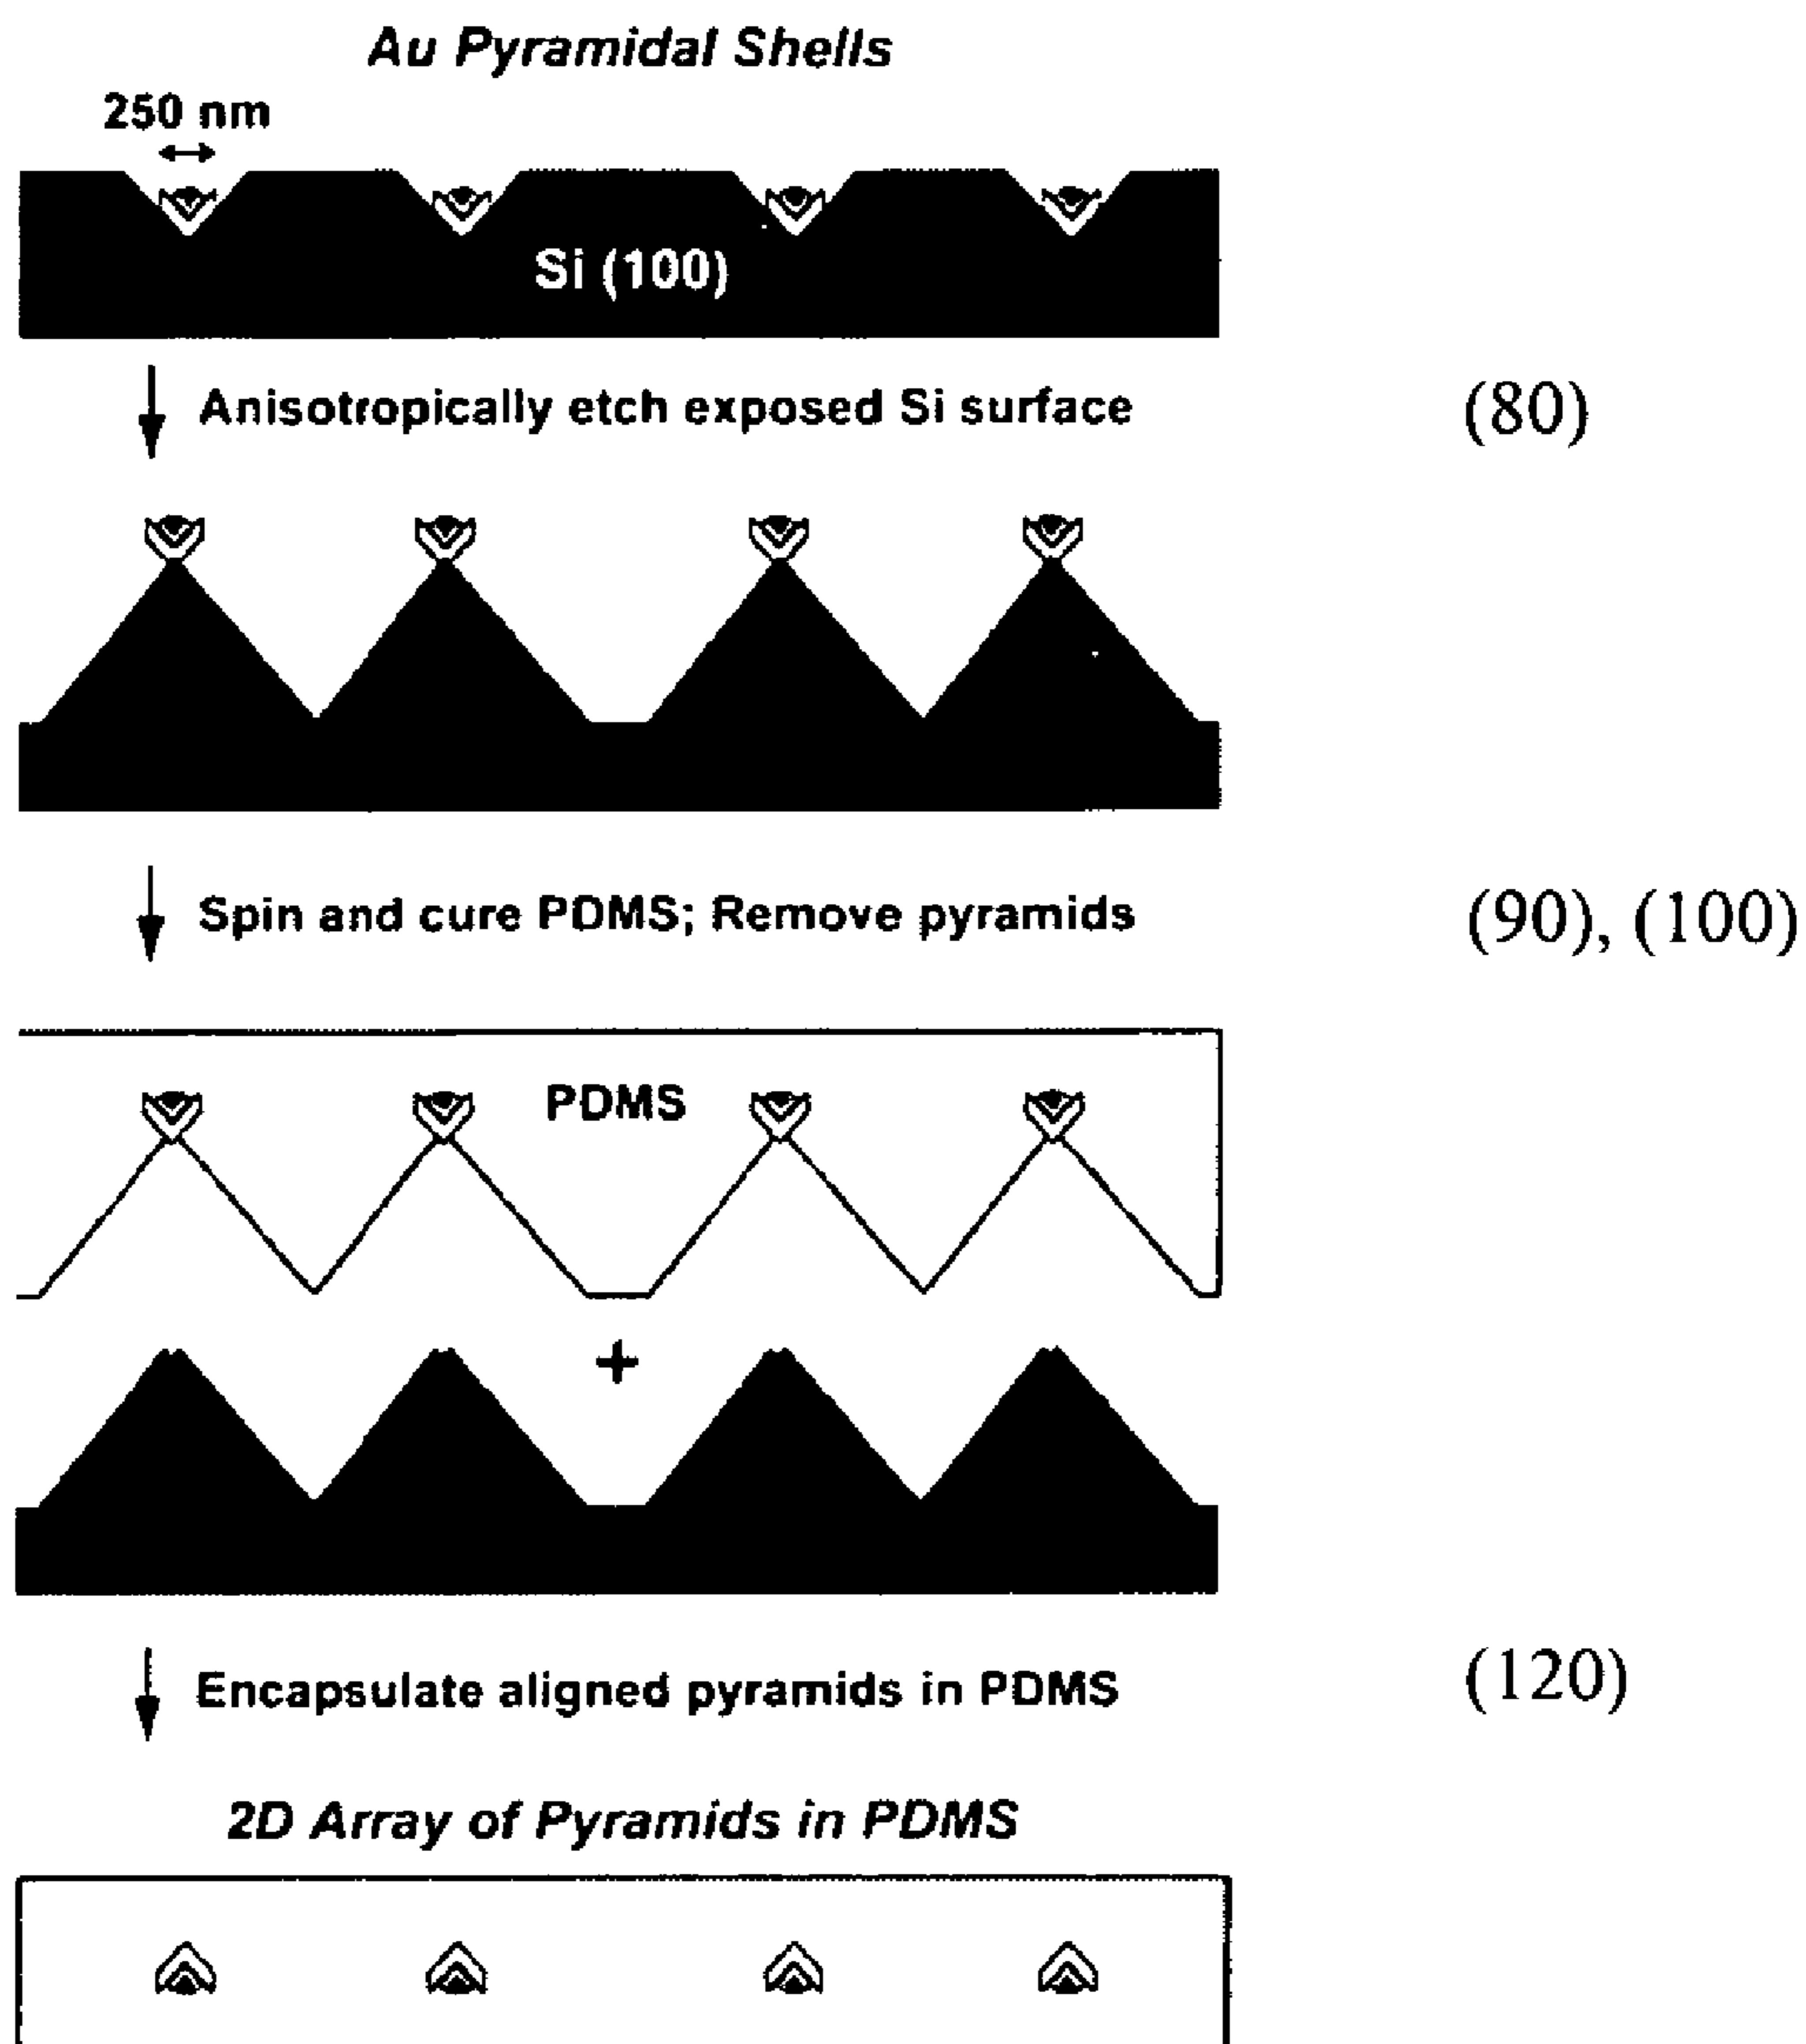 Au Pyramidal Shells
250 nm
Si (100)
Anisotropically etch exposed Si surface (80)
Spin and cure PDMS; Remove pyramids (90), (100)
PDMS
+
Encapsulate aligned pyramids in PDMS (120)
2D Array of Pyramids in PDMS